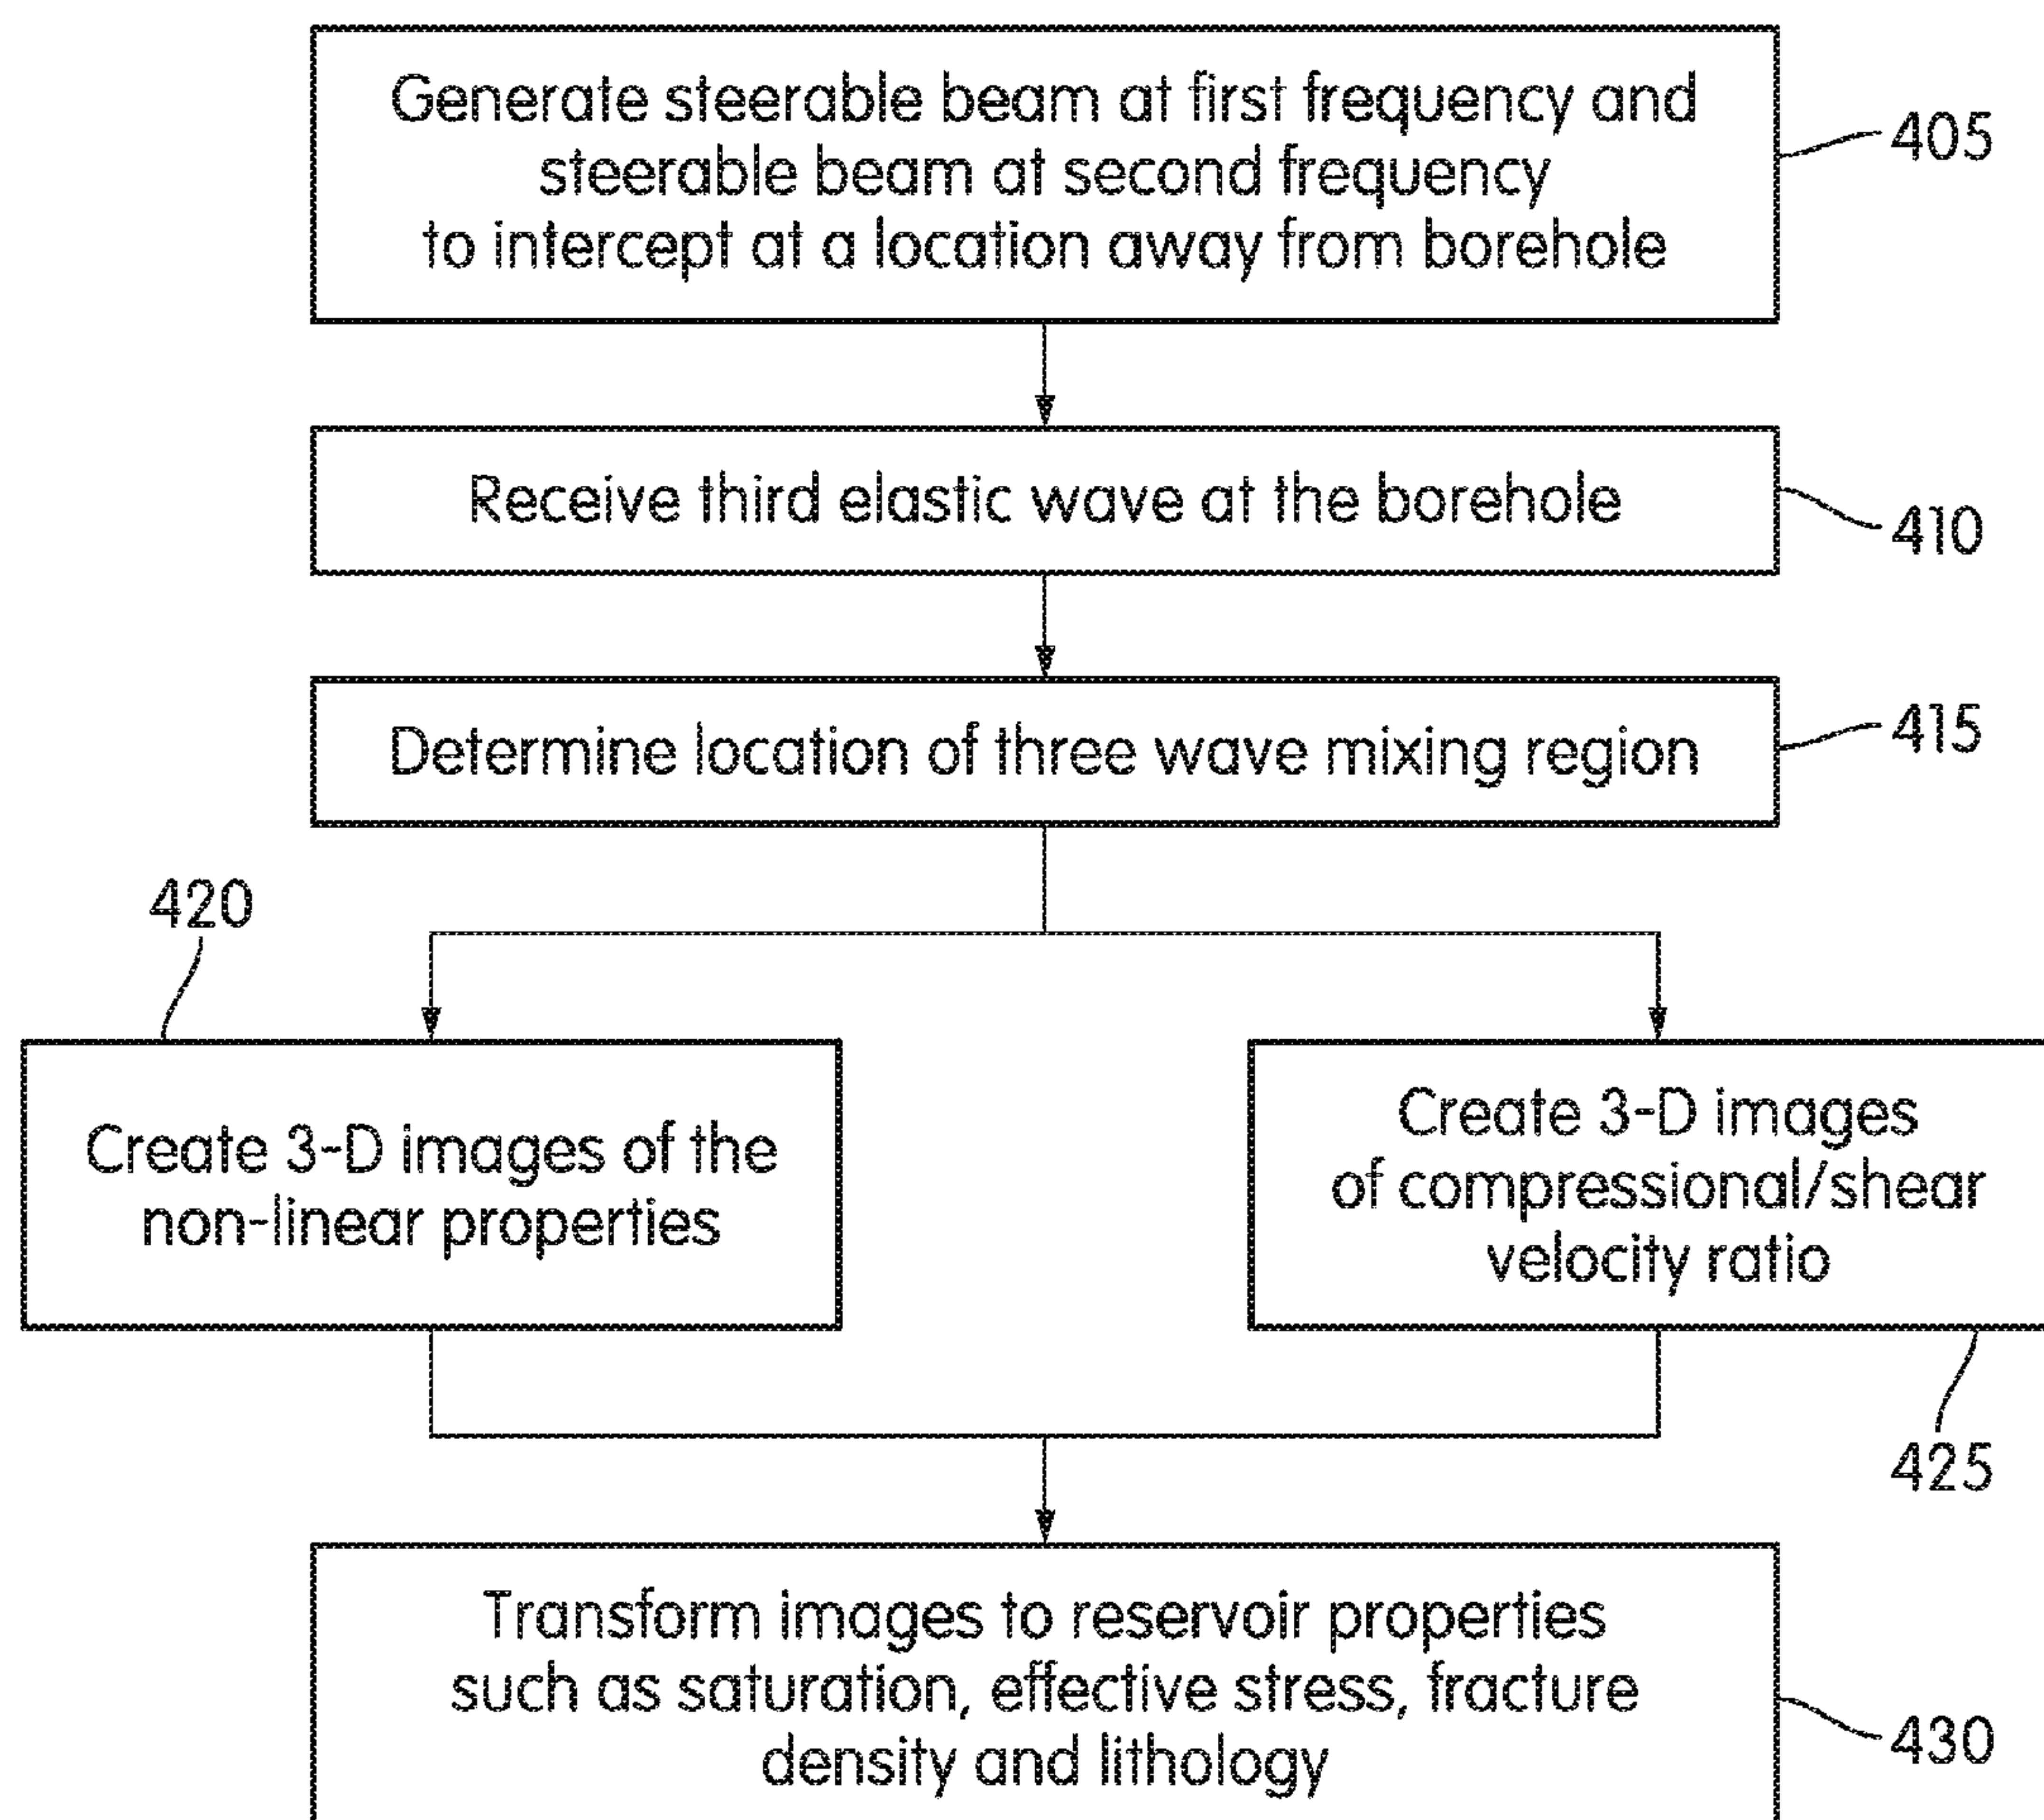 Generate steerable beam at first frequency and
steerable beam at second frequency
to intercept at a location away from borehole
405
Receive third elastic wave at the borehole
410
Determine location of three wave mixing region
415
420
Create 3-D images of the
non-linear properties
Create 3-D images
of compressional/shear
velocity ratio
425
Transform images to reservoir properties
such as saturation, effective stress, fracture
density and lithology
430